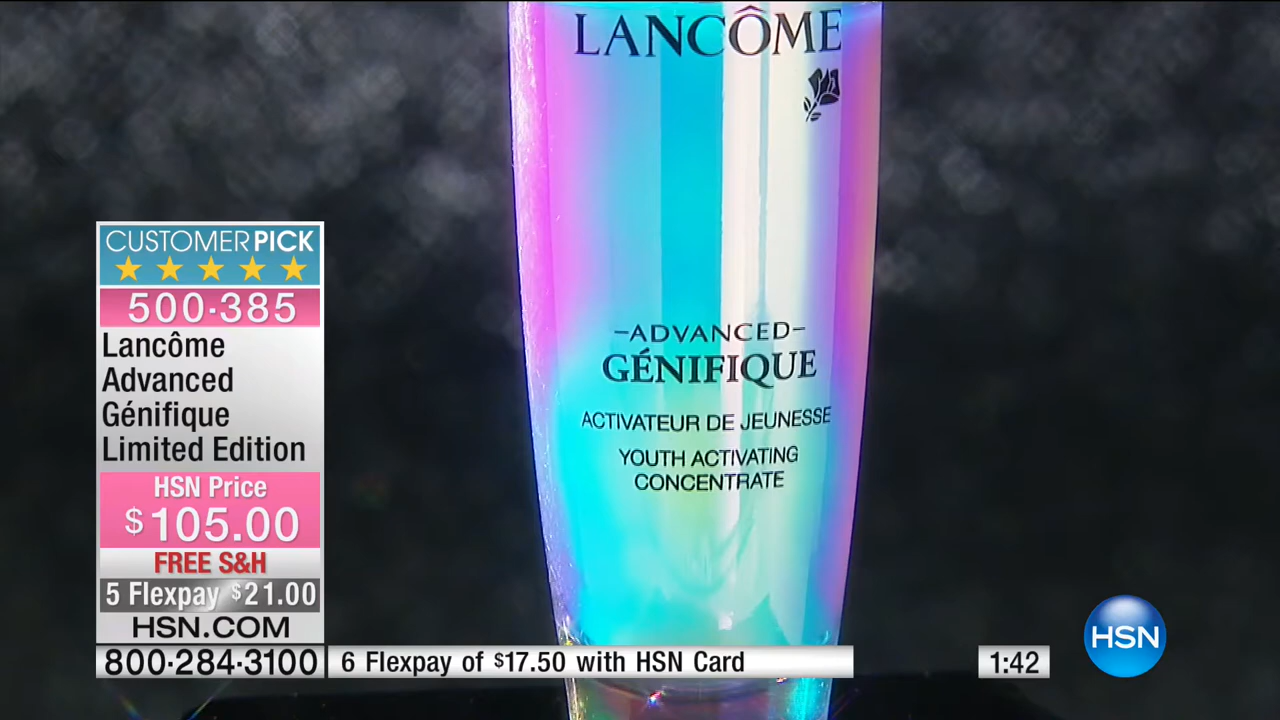 LANCÔME
-ADVANCED-
GÉNIFIQUE
ACTIVATEUR DE JEUNESSE
YOUTH ACTIVATING
CONCENTRATE
CUSTOMERPICK
500·385
Lancôme
Advanced
Génifique
Limited Edition
HSN Price
$105.00
FREE S&H
5 Flexpay $21.00
HSN.COM
800·284·3100
6 Flexpay of $17.50 with HSN Card
1:42
HSN